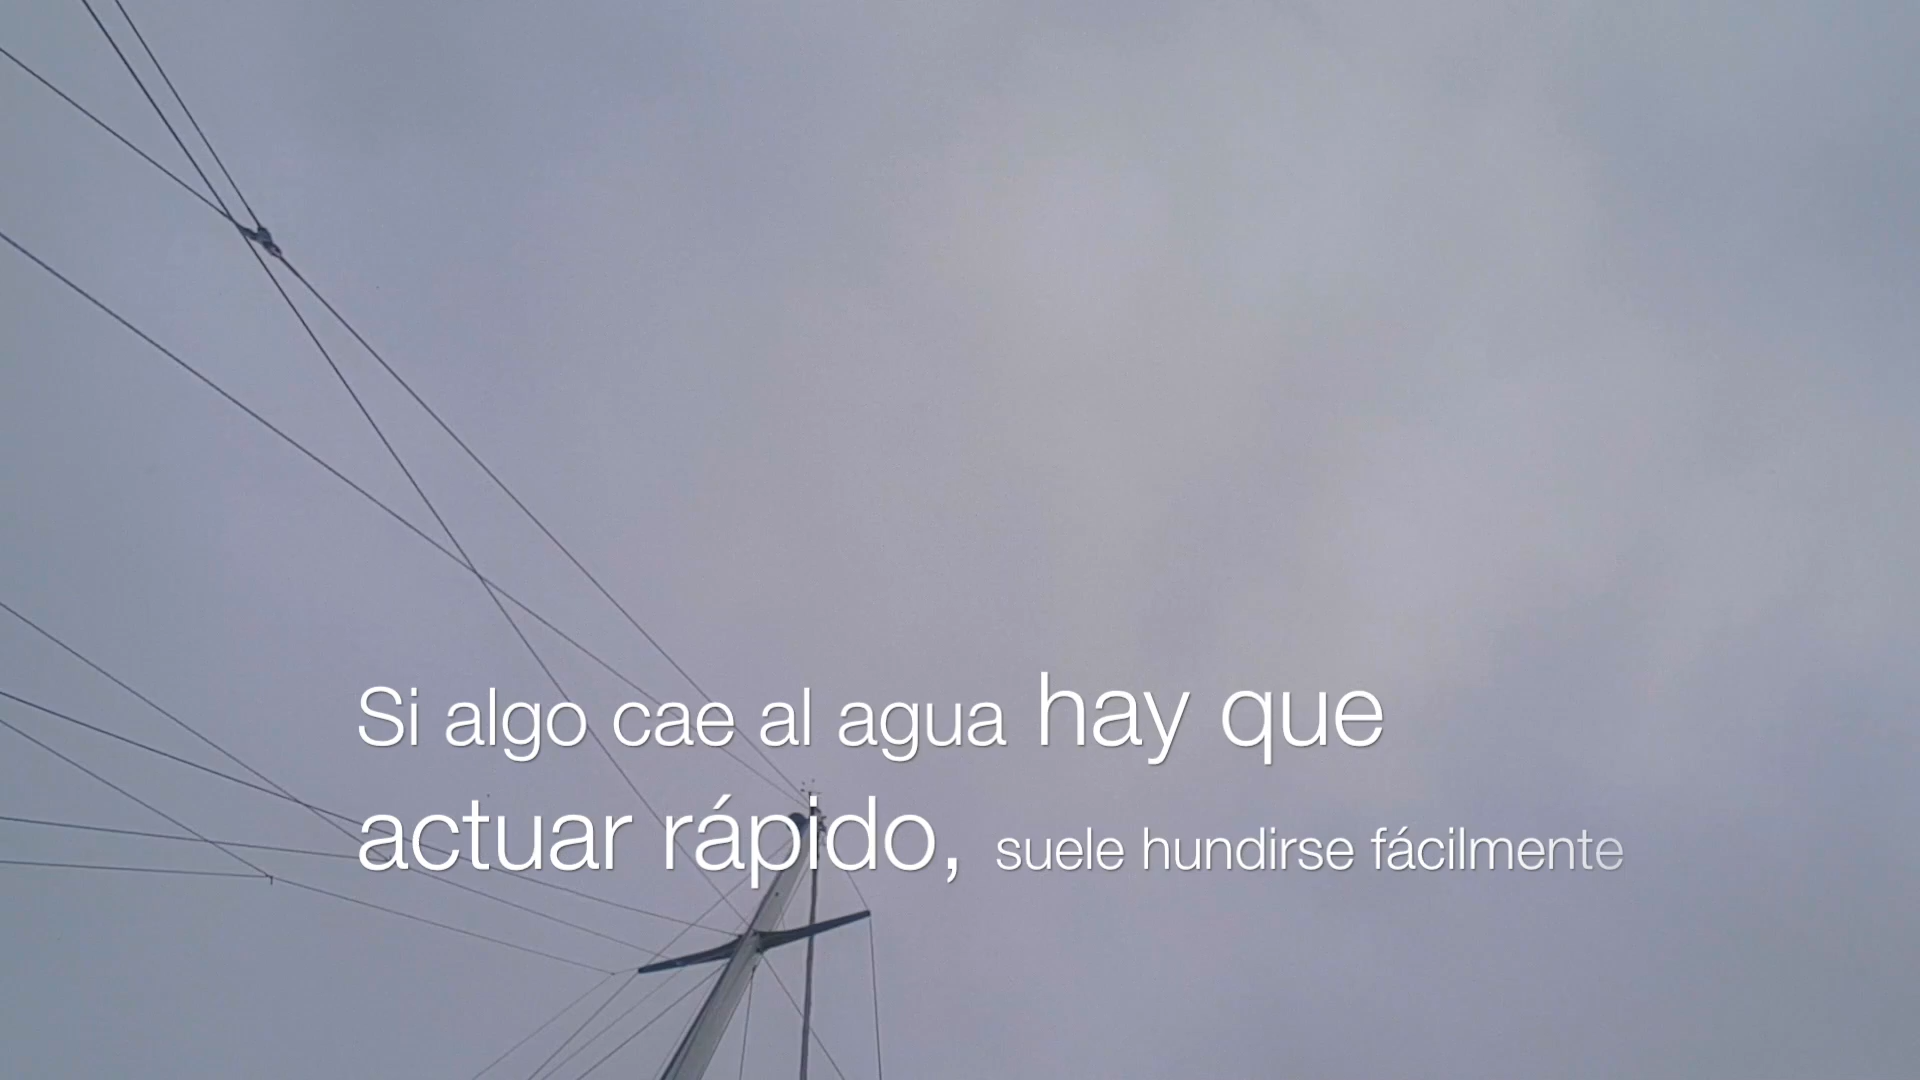 Si algo cae al agua hay que
actuar rápido, suele hundirse fácilmente